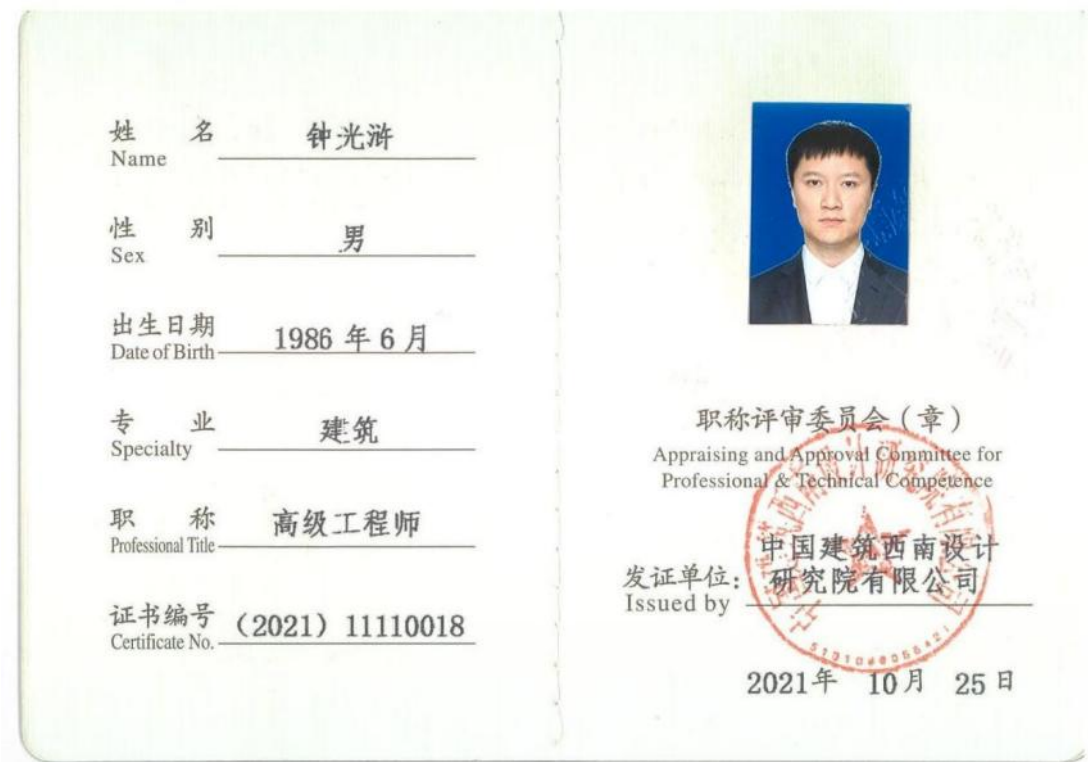 姓 名 钟光浒
Name
性 别 男
Sex
出生日期 1986 年 6 月
Date of Birth
专 业 建筑
Specialty
职 称 高级工程师
Professional Title
证书编号 (2021) 11110018
Certificate No.
职称评审委员会（章）
Appraising and Approval Committee for
Professional & Technical Competence
中国建筑西南设计
发证单位： 研究院有限公司
Issued by
2021年 10月 25日